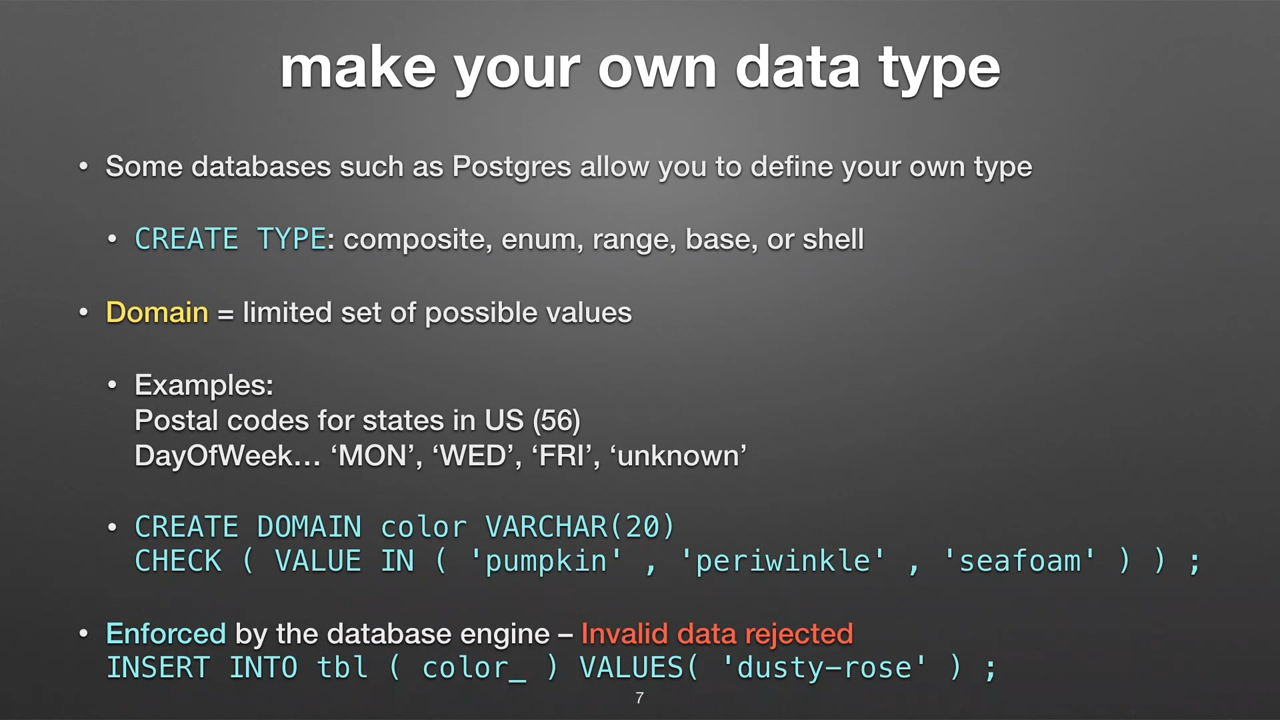 make your own data type
• Some databases such as Postgres allow you to define your own type
• CREATE TYPE: composite, enum, range, base, or shell
• Domain = limited set of possible values
• Examples:
Postal codes for states in US (56)
DayOfWeek… ‘MON’, ‘WED’, ‘FRI’, ‘unknown’
• CREATE DOMAIN color VARCHAR(20)
CHECK ( VALUE IN ( 'pumpkin' , 'periwinkle' , 'seafoam' ) ) ;
• Enforced by the database engine – Invalid data rejected
INSERT INTO tbl ( color_ ) VALUES( 'dusty-rose' ) ;
7